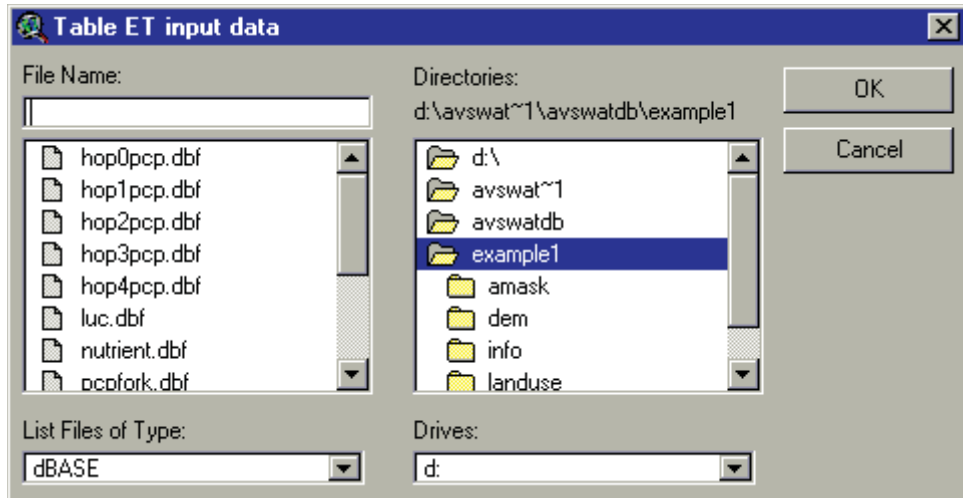 Table ET input data
File Name:
hop0pcp.dbf
hop1pcp.dbf
hop2pcp.dbf
hop3pcp.dbf
hop4pcp.dbf
luc.dbf
nutrient.dbf
pcpfork.dbf
List Files of Type:
dBASE
Directories:
d:\avswat~1\avswatdb\example1
d:\
avswat~1
avswatdb
example1
amask
dem
info
landuse
Drives:
d:
OK
Cancel